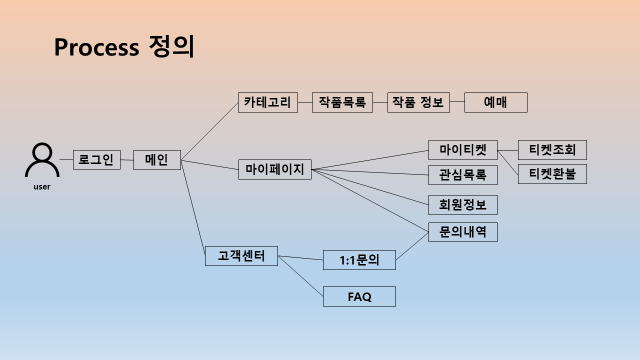 Process 정의
카테고리
작품목록
작품 정보
예매
user
로그인
메인
마이페이지
마이티켓
티켓조회
티켓환불
관심목록
회원정보
문의내역
고객센터
1:1문의
FAQ